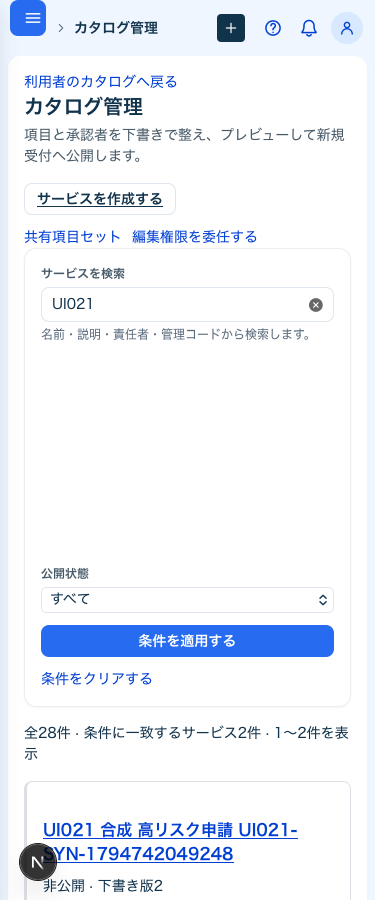 カタログ管理
利用者のカタログへ戻る
カタログ管理
項目と承認者を下書きで整え、プレビューして新規
受付へ公開します。
サービスを作成する
共有項目セット 編集権限を委任する
サービスを検索
UI021
名前・説明・責任者・管理コードから検索します。
公開状態
すべて
条件を適用する
条件をクリアする
全28件 · 条件に一致するサービス2件 · 1〜2件を表
示
UI021 合成 高リスク申請 UI021-
SYN-1794742049248
N
非公開 · 下書き版2